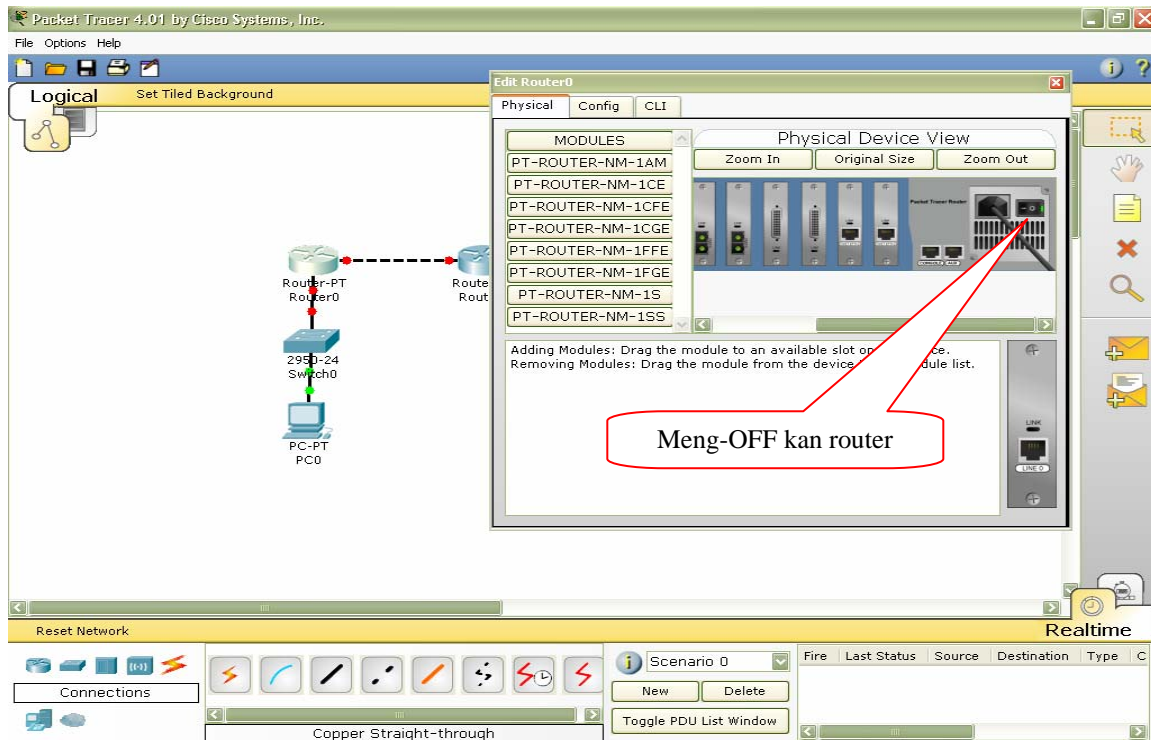 Packet Tracer 4.01 by Cisco Systems, Inc.
File Options Help
Logical Set Tiled Background
Edit Router0
Physical Config CLI
MODULES
PT-ROUTER-NM-1AM
PT-ROUTER-NM-1CE
PT-ROUTER-NM-1CFE
PT-ROUTER-NM-1CGE
PT-ROUTER-NM-1FFE
PT-ROUTER-NM-1FGE
PT-ROUTER-NM-1S
PT-ROUTER-NM-1SS
Physical Device View
Zoom In Original Size Zoom Out
Packet Tracer Router
Adding Modules: Drag the module to an available slot on
Removing Modules: Drag the module from the device
LINK
LINE 0
Meng-OFF kan router
Router-PT
Router0
Route
Rout
2950-24
Switch0
PC-PT
PC0
Reset Network
Realtime
Connections
Copper Straight-through
Scenario 0
New Delete
Toggle PDU List Window
Fire Last Status Source Destination Type C